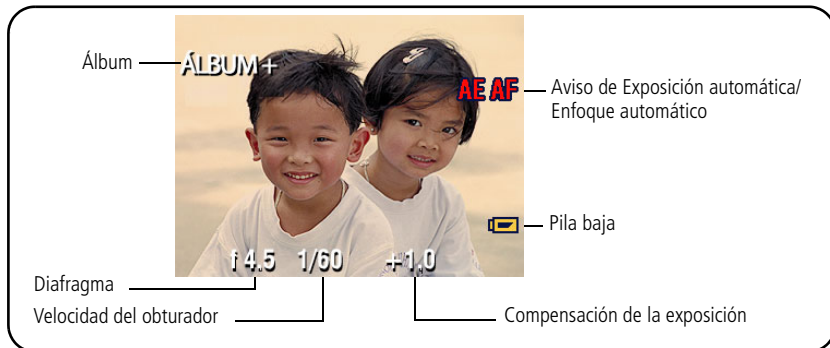 Álbum
ÁLBUM+
AE AF
Aviso de Exposición automática/
Enfoque automático
Pila baja
f 4.5 1/60 +1.0
Diafragma
Velocidad del obturador
Compensación de la exposición